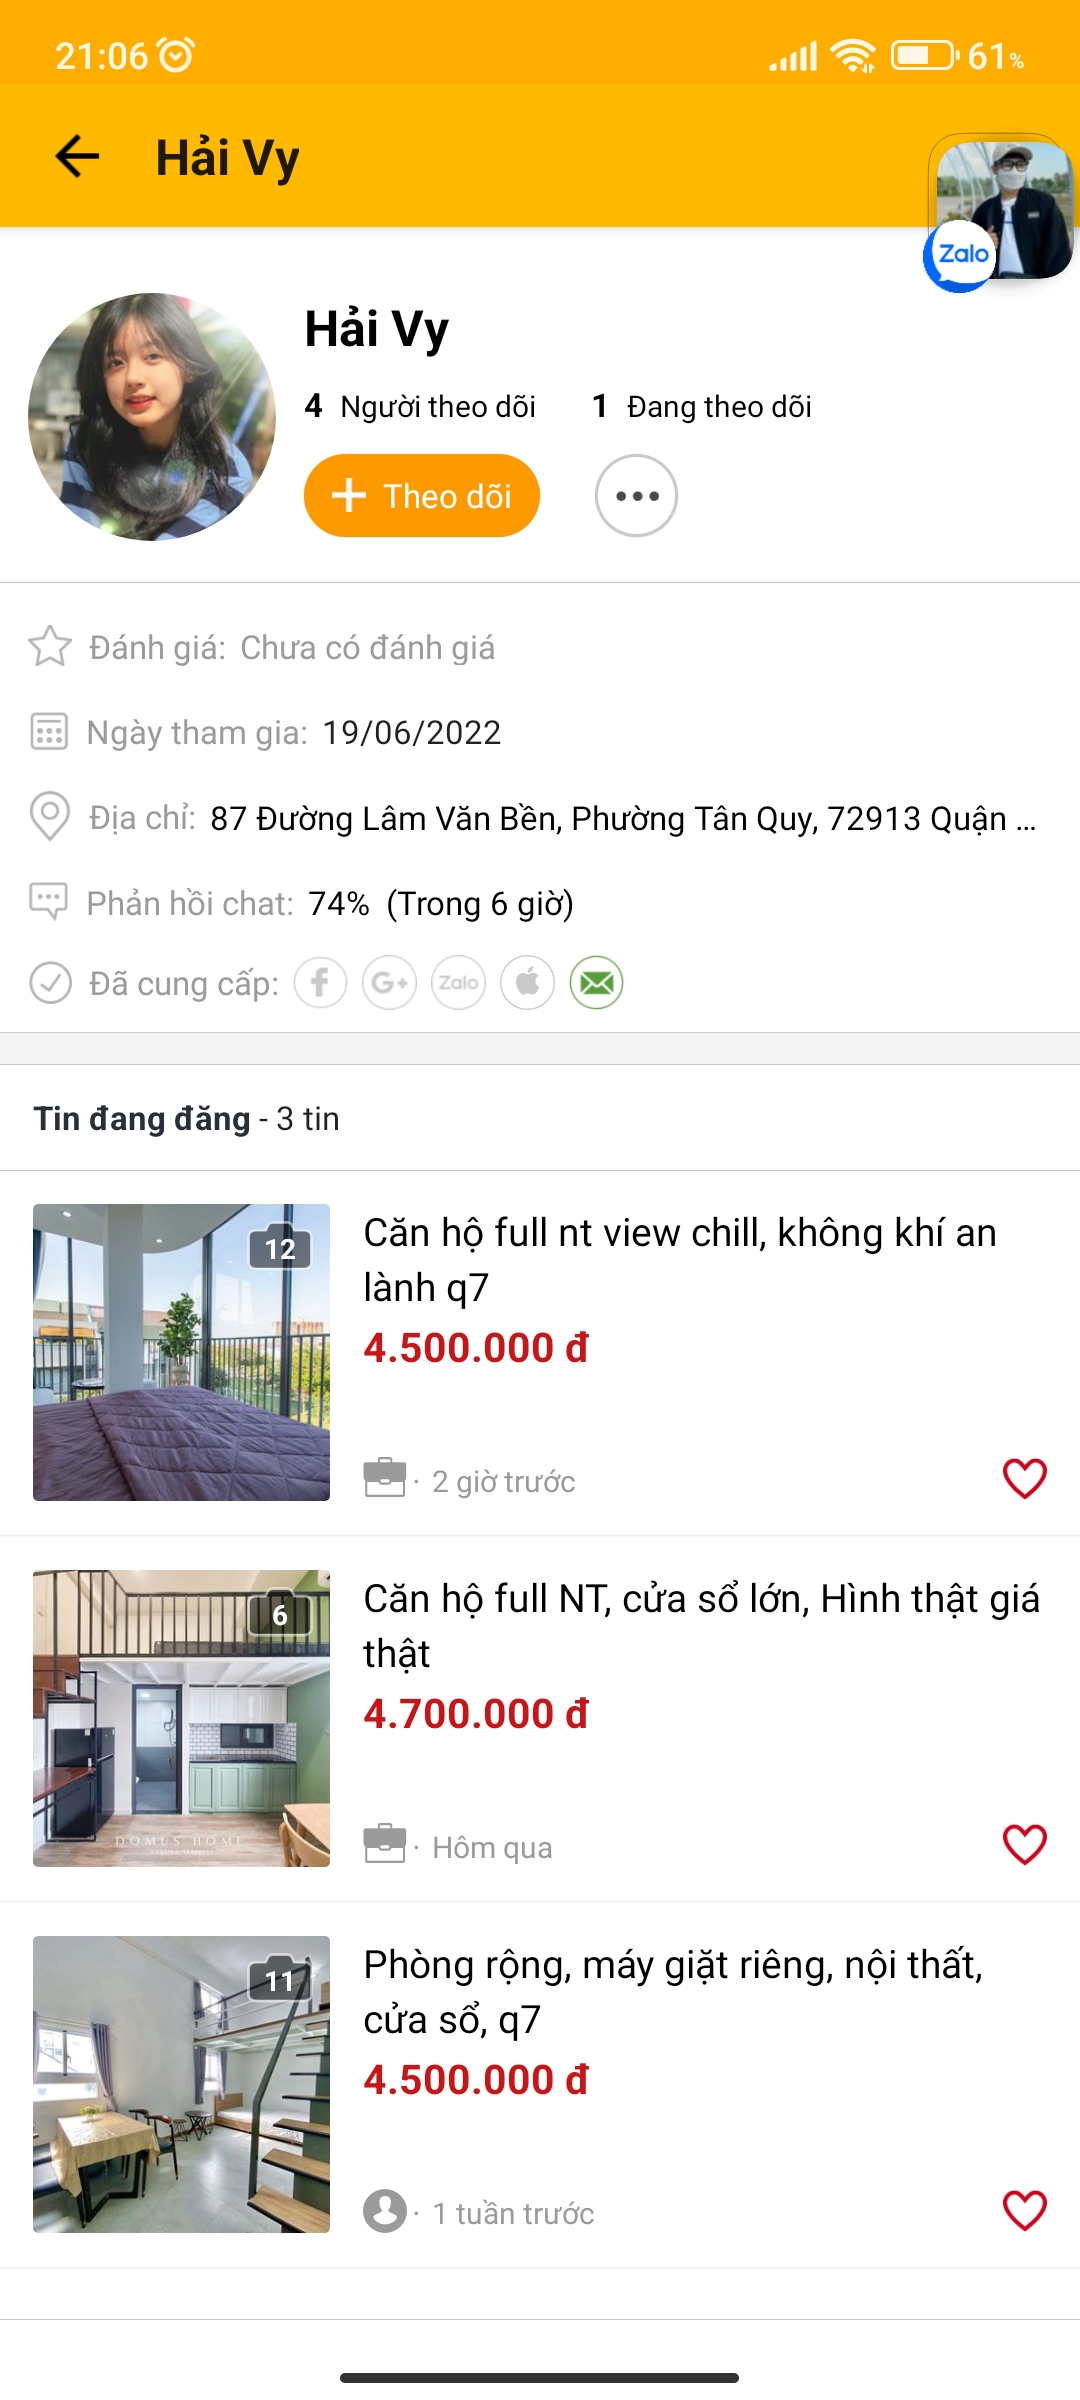 21:06
61%
Hải Vy
Zalo
Hải Vy
4 Người theo dõi 1 Đang theo dõi
+ Theo dõi
Đánh giá: Chưa có đánh giá
Ngày tham gia: 19/06/2022
Địa chỉ: 87 Đường Lâm Văn Bền, Phường Tân Quy, 72913 Quận ...
Phản hồi chat: 74% (Trong 6 giờ)
Đã cung cấp: f G+ Zalo
Tin đang đăng - 3 tin
12
Căn hộ full nt view chill, không khí an
lành q7
4.500.000 đ
· 2 giờ trước
6
Căn hộ full NT, cửa sổ lớn, Hình thật giá
thật
4.700.000 đ
DOMUS HOME
· Hôm qua
11
Phòng rộng, máy giặt riêng, nội thất,
cửa sổ, q7
4.500.000 đ
· 1 tuần trước